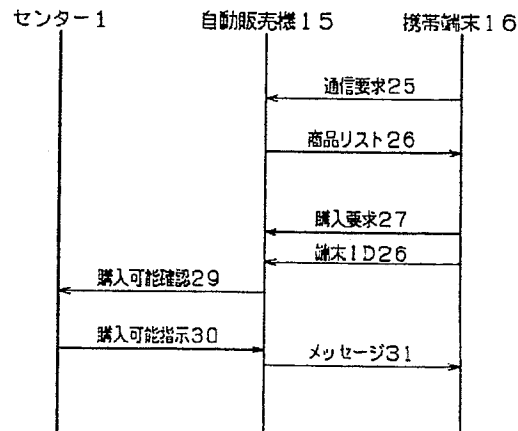 センター1 自動販売機15 携帯端末16
通信要求25
商品リスト26
購入要求27
端末ID26
購入可能確認29
購入可能指示30
メッセージ31